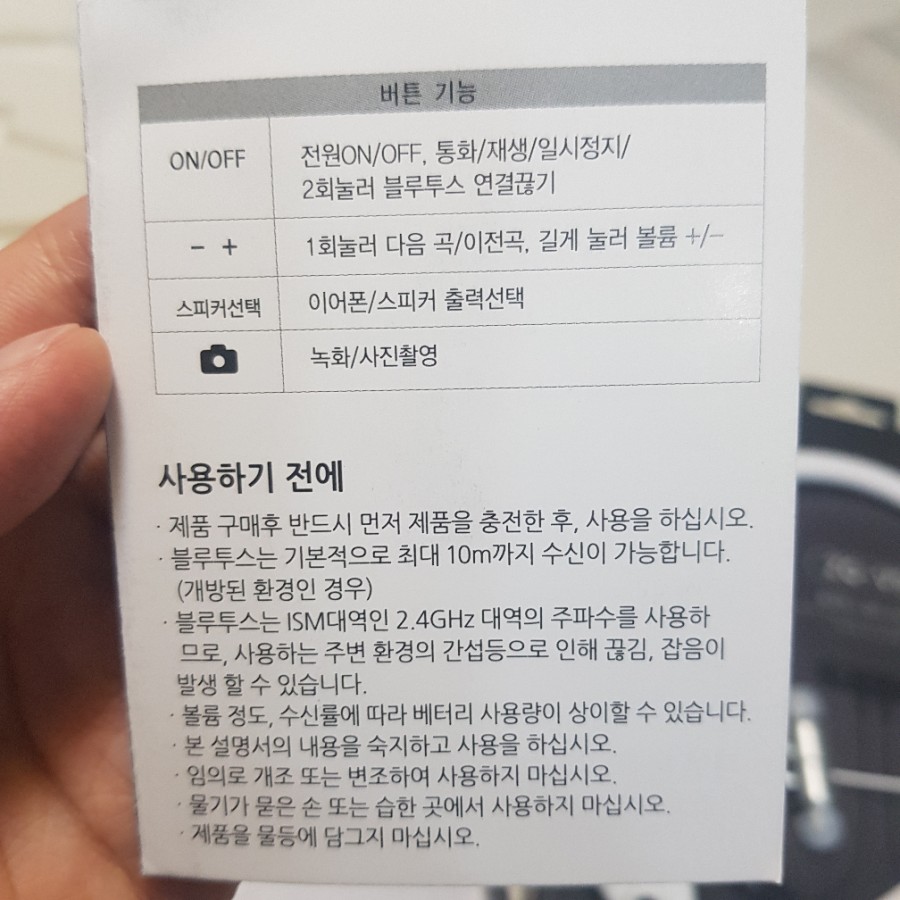 버튼 기능
ON/OFF
전원ON/OFF, 통화/재생/일시정지/
2회눌러 블루투스 연결끊기
- +
1회눌러 다음 곡/이전곡, 길게 눌러 볼륨 +/-
스피커선택
이어폰/스피커 출력선택
녹화/사진촬영
사용하기 전에
· 제품 구매후 반드시 먼저 제품을 충전한 후, 사용을 하십시오.
· 블루투스는 기본적으로 최대 10m까지 수신이 가능합니다.
(개방된 환경인 경우)
· 블루투스는 ISM대역인 2.4GHz 대역의 주파수를 사용하
므로, 사용하는 주변 환경의 간섭등으로 인해 끊김, 잡음이
발생 할 수 있습니다.
· 볼륨 정도, 수신률에 따라 베터리 사용량이 상이할 수 있습니다.
· 본 설명서의 내용을 숙지하고 사용을 하십시오.
· 임의로 개조 또는 변조하여 사용하지 마십시오.
· 물기가 묻은 손 또는 습한 곳에서 사용하지 마십시오.
· 제품을 물등에 담그지 마십시오.